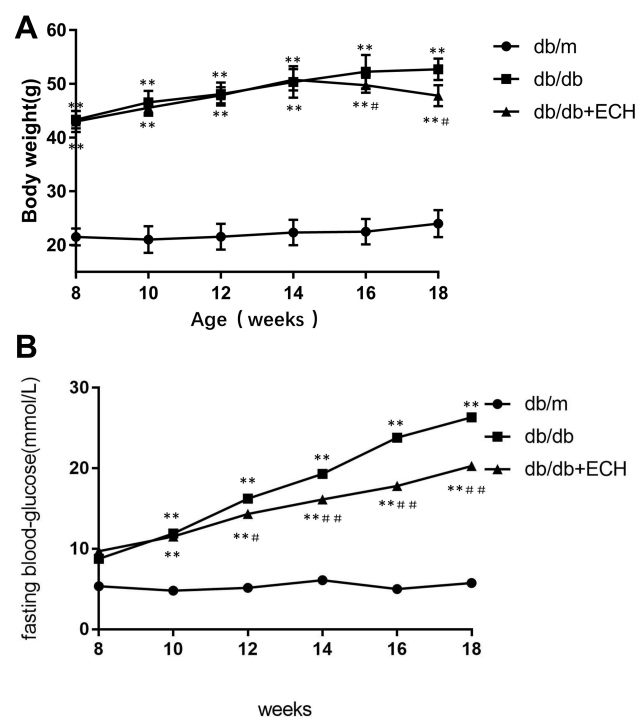 A
60
50
40
30
20
Body weight(g)
** ** ** ** ** **
** ** ** ** **# **#
8 10 12 14 16 18
Age（weeks）
db/m
db/db
db/db+ECH
B
30
20
10
0
fasting blood-glucose(mmol/L)
** ** ** ** **
** **# **## **## **##
8 10 12 14 16 18
weeks
db/m
db/db
db/db+ECH